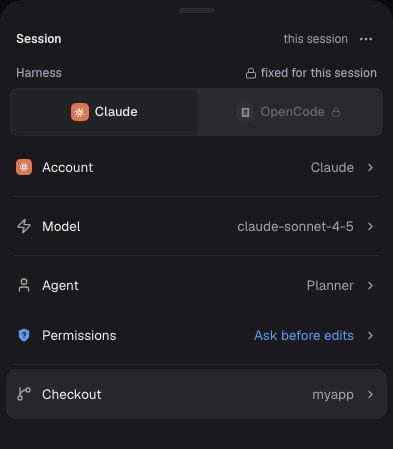 Session this session
Harness fixed for this session
Claude OpenCode
Account Claude
Model claude-sonnet-4-5
Agent Planner
Permissions Ask before edits
Checkout myapp